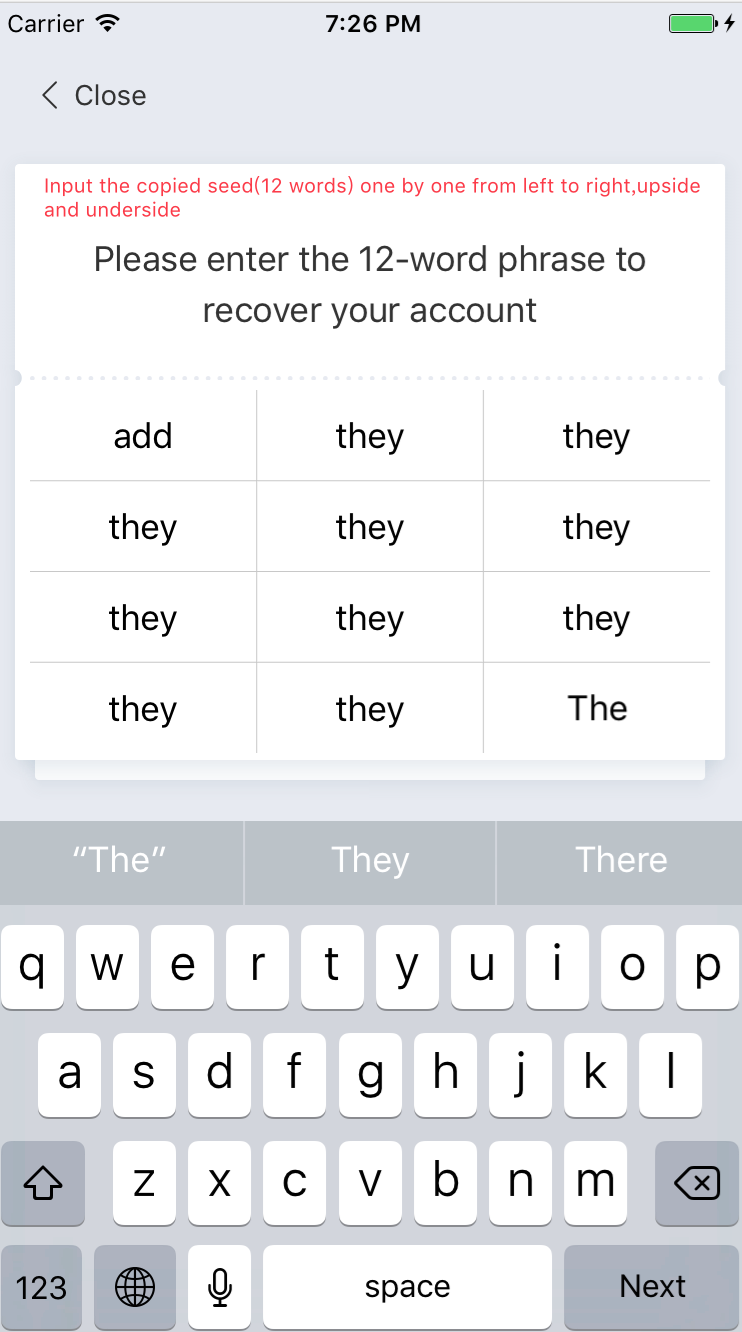 Carrier 7:26 PM
Close
Input the copied seed(12 words) one by one from left to right,upside
and underside
Please enter the 12-word phrase to
recover your account
add they they
they they they
they they they
they they The
“The” They There
q w e r t y u i o p
a s d f g h j k l
z x c v b n m
123 space Next